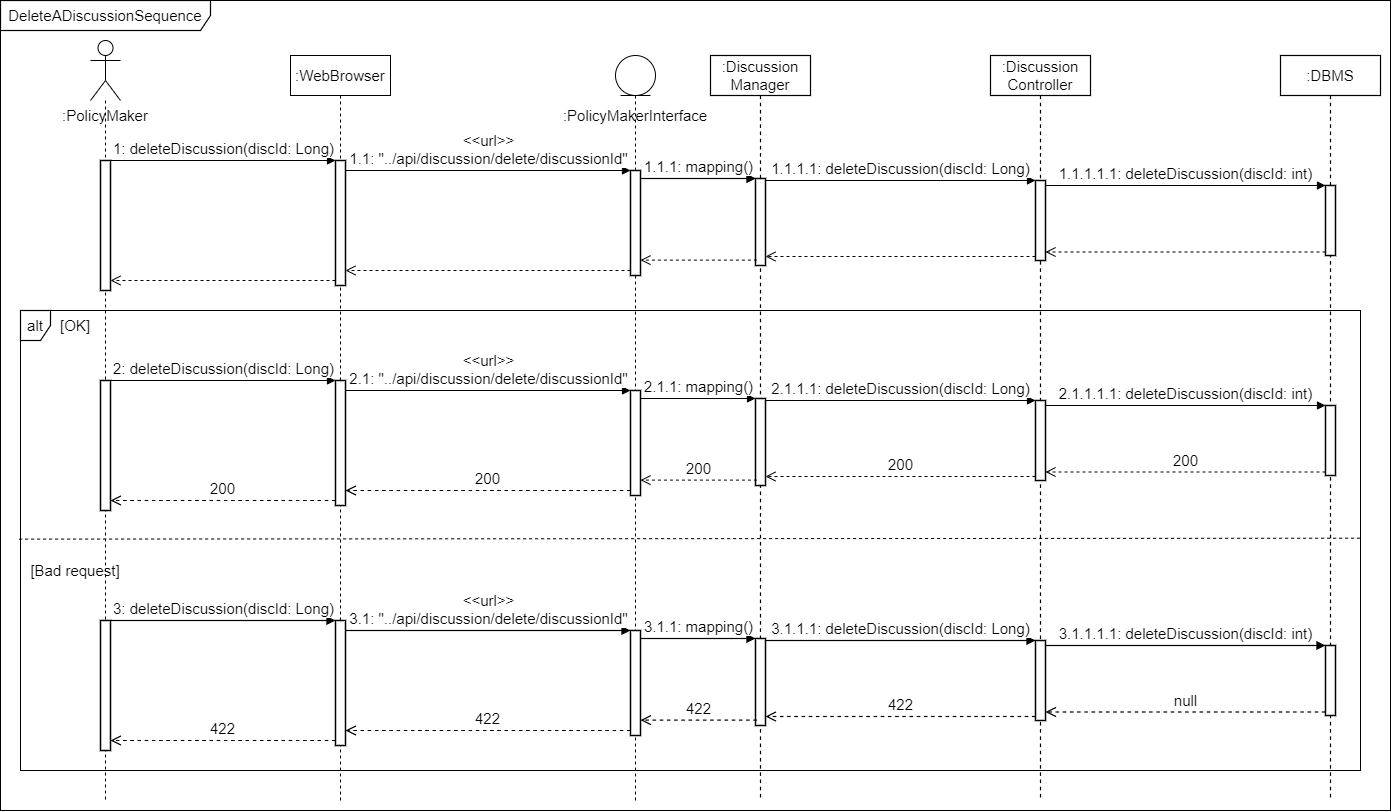 DeleteADiscussionSequence
:PolicyMaker
:WebBrowser
:PolicyMakerInterface
:Discussion
Manager
:Discussion
Controller
:DBMS
1: deleteDiscussion(discId: Long)
<<url>>
1.1: "../api/discussion/delete/discussionId"
1.1.1: mapping()
1.1.1.1: deleteDiscussion(discId: Long)
1.1.1.1.1: deleteDiscussion(discId: int)
alt
[OK]
2: deleteDiscussion(discId: Long)
<<url>>
2.1: "../api/discussion/delete/discussionId"
2.1.1: mapping()
2.1.1.1: deleteDiscussion(discId: Long)
2.1.1.1.1: deleteDiscussion(discId: int)
200
200
200
200
200
[Bad request]
3: deleteDiscussion(discId: Long)
<<url>>
3.1: "../api/discussion/delete/discussionId"
3.1.1: mapping()
3.1.1.1: deleteDiscussion(discId: Long)
3.1.1.1.1: deleteDiscussion(discId: int)
422
422
422
422
null